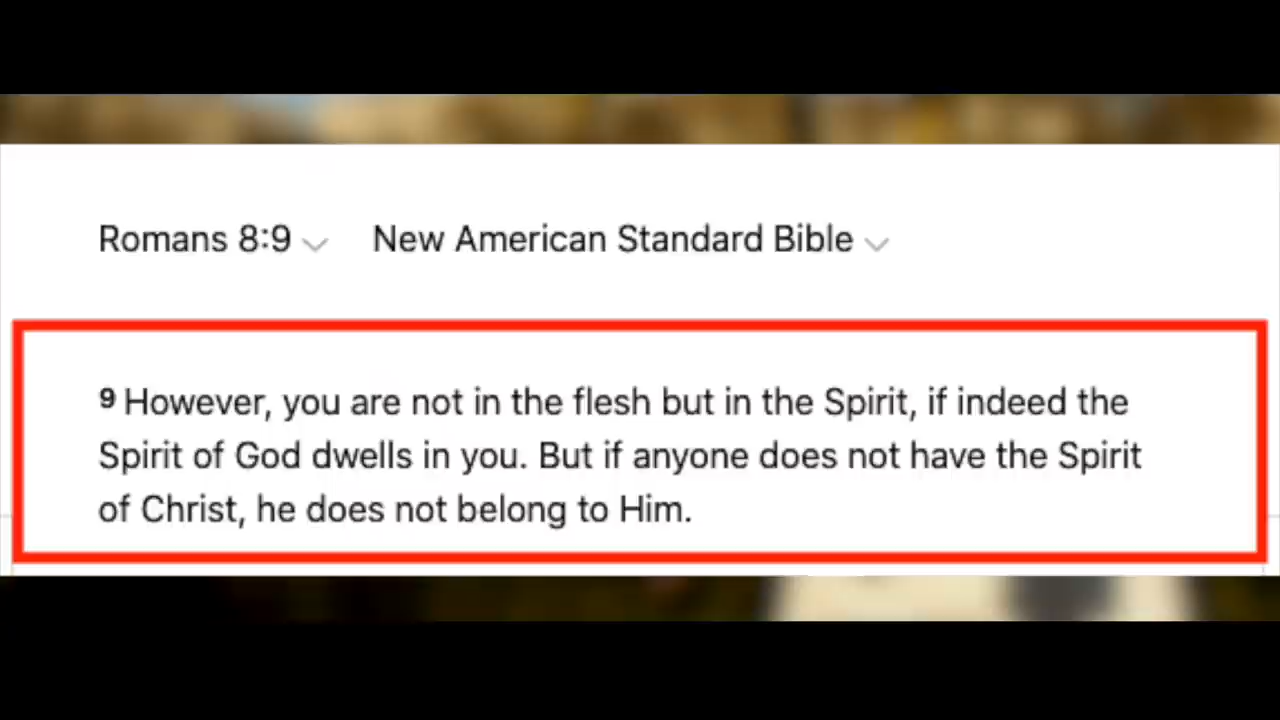 Romans 8:9 New American Standard Bible
9 However, you are not in the flesh but in the Spirit, if indeed the
Spirit of God dwells in you. But if anyone does not have the Spirit
of Christ, he does not belong to Him.